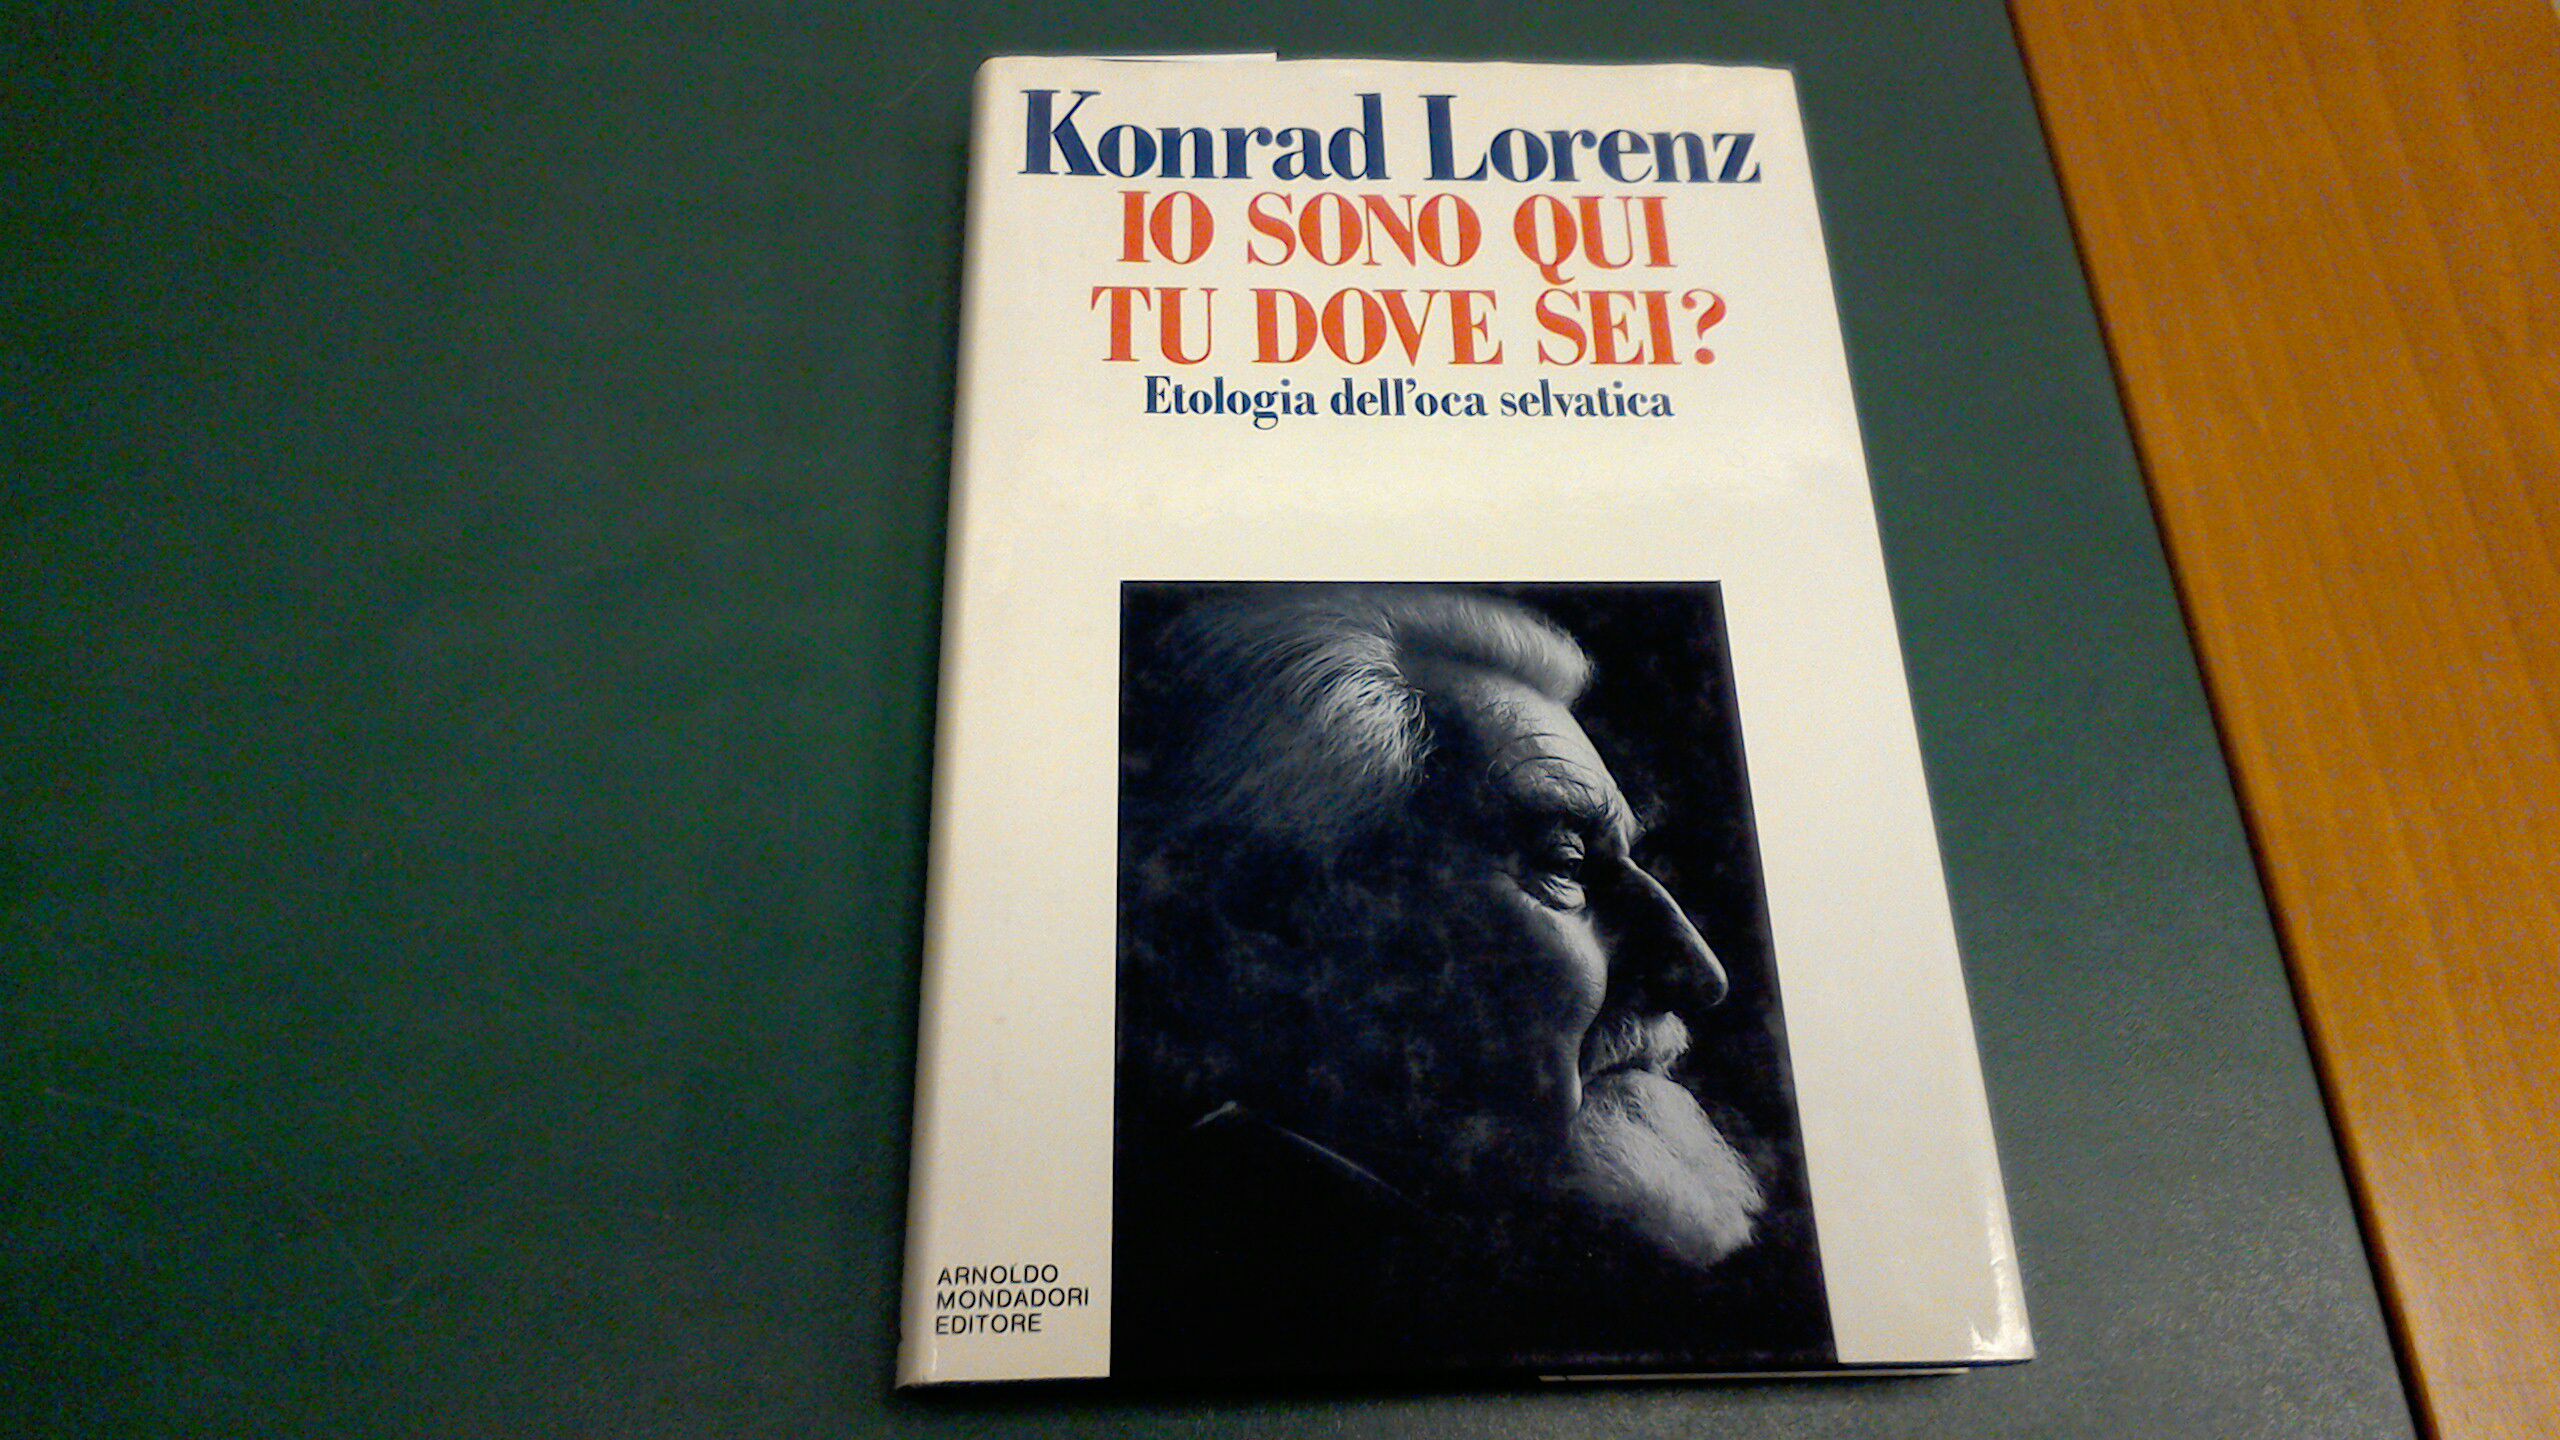 Konrad Lorenz
IO SONO QUI
TU DOVE SEI?
Etologia dell'oca selvatica
ARNOLDO
MONDADORI
EDITORE